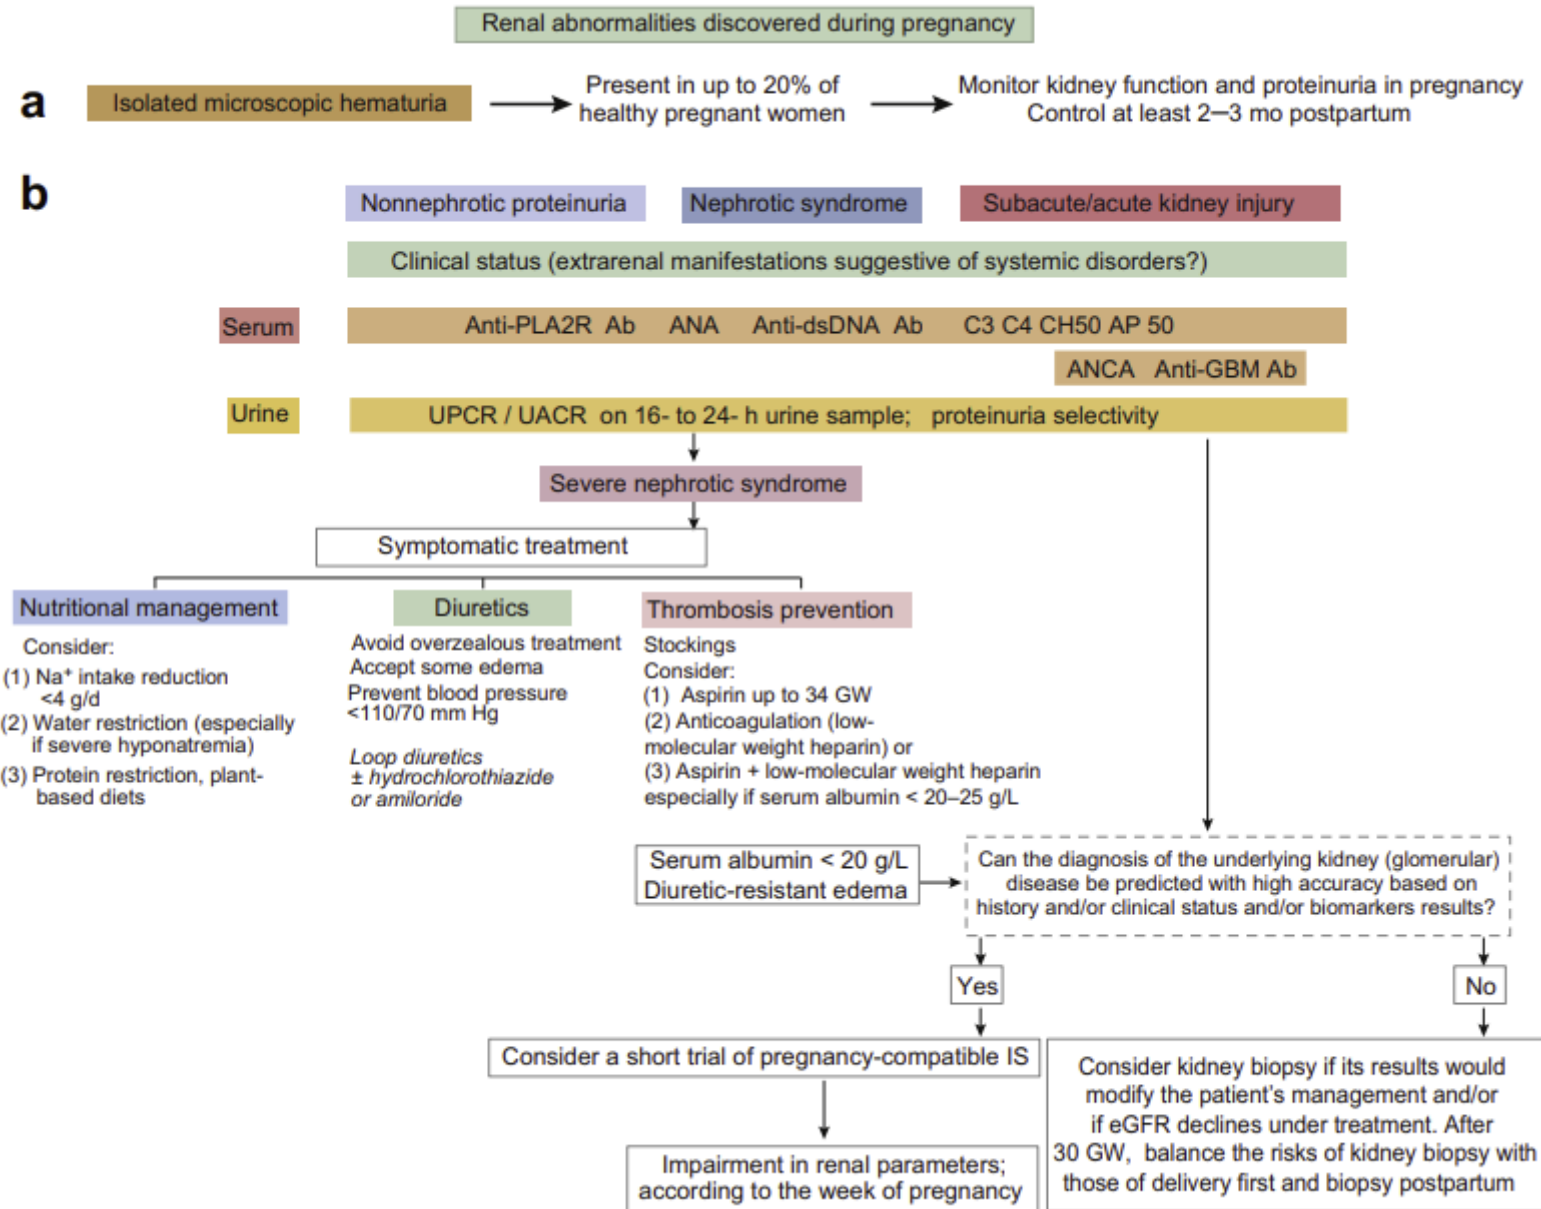 Renal abnormalities discovered during pregnancy
a
Isolated microscopic hematuria
Present in up to 20% of
healthy pregnant women
Monitor kidney function and proteinuria in pregnancy
Control at least 2–3 mo postpartum
b
Nonnephrotic proteinuria
Nephrotic syndrome
Subacute/acute kidney injury
Clinical status (extrarenal manifestations suggestive of systemic disorders?)
Serum
Anti-PLA2R Ab ANA Anti-dsDNA Ab C3 C4 CH50 AP 50
ANCA Anti-GBM Ab
Urine
UPCR / UACR on 16- to 24- h urine sample; proteinuria selectivity
Severe nephrotic syndrome
Symptomatic treatment
Nutritional management
Consider:
(1) Na⁺ intake reduction
<4 g/d
(2) Water restriction (especially
if severe hyponatremia)
(3) Protein restriction, plant-
based diets
Diuretics
Avoid overzealous treatment
Accept some edema
Prevent blood pressure
<110/70 mm Hg
Loop diuretics
± hydrochlorothiazide
or amiloride
Thrombosis prevention
Stockings
Consider:
(1) Aspirin up to 34 GW
(2) Anticoagulation (low-
molecular weight heparin) or
(3) Aspirin + low-molecular weight heparin
especially if serum albumin < 20–25 g/L
Serum albumin < 20 g/L
Diuretic-resistant edema
Can the diagnosis of the underlying kidney (glomerular)
disease be predicted with high accuracy based on
history and/or clinical status and/or biomarkers results?
Yes
No
Consider a short trial of pregnancy-compatible IS
Impairment in renal parameters;
according to the week of pregnancy
Consider kidney biopsy if its results would
modify the patient's management and/or
if eGFR declines under treatment. After
30 GW, balance the risks of kidney biopsy with
those of delivery first and biopsy postpartum